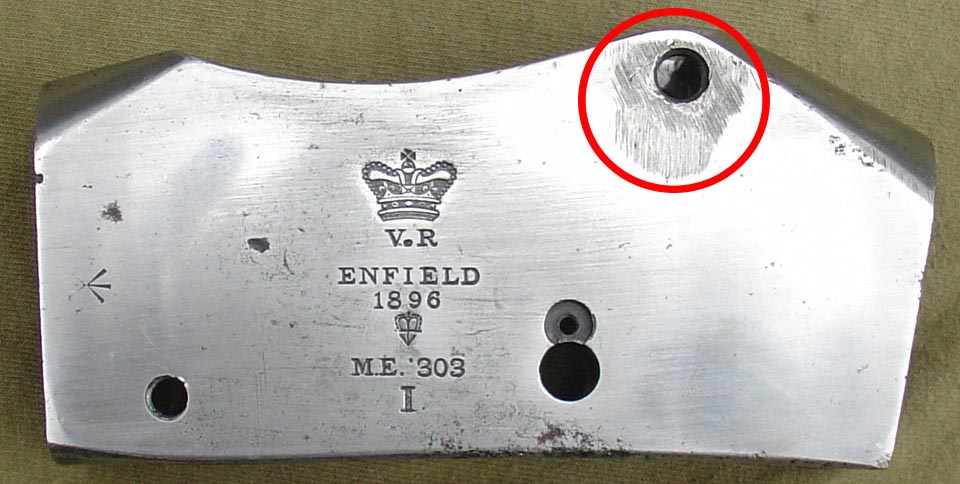 V.R
ENFIELD
1896
M.E. '303
I